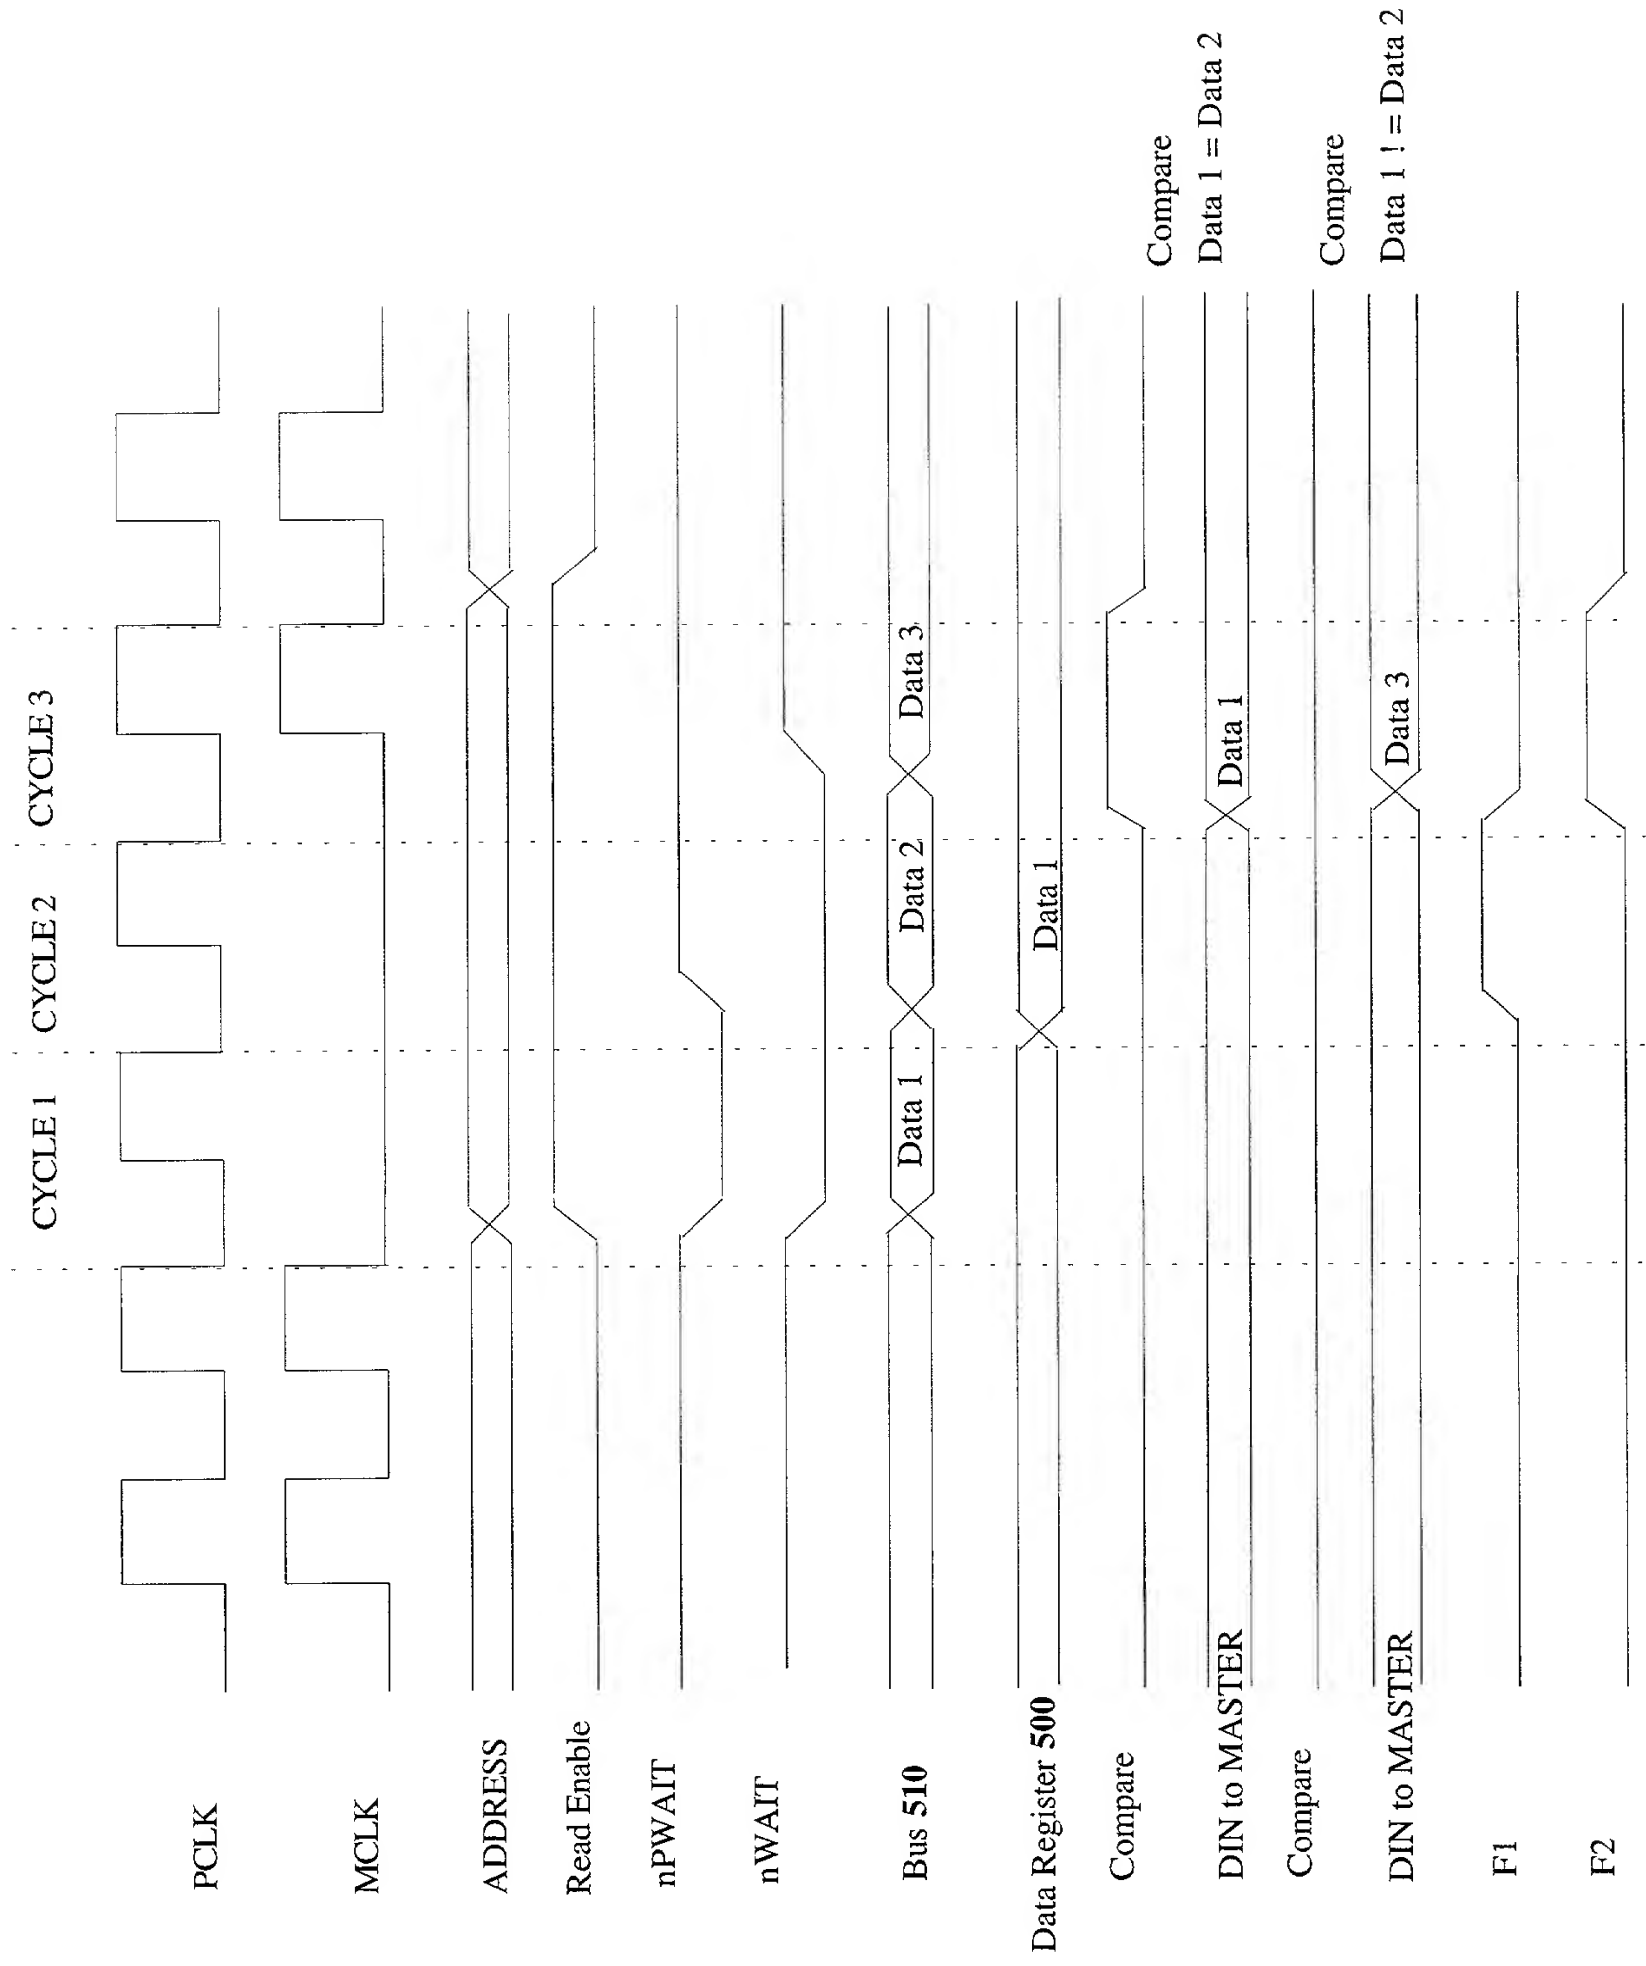 CYCLE 1 CYCLE 2 CYCLE 3
PCLK
MCLK
ADDRESS
Read Enable
nPWAIT
nWAIT
Bus 510 Data 1 Data 2 Data 3
Data Register 500 Data 1
Compare Compare
DIN to MASTER Data 1 Data 1 = Data 2
Compare Compare
DIN to MASTER Data 3 Data 1 ! = Data 2
F1
F2